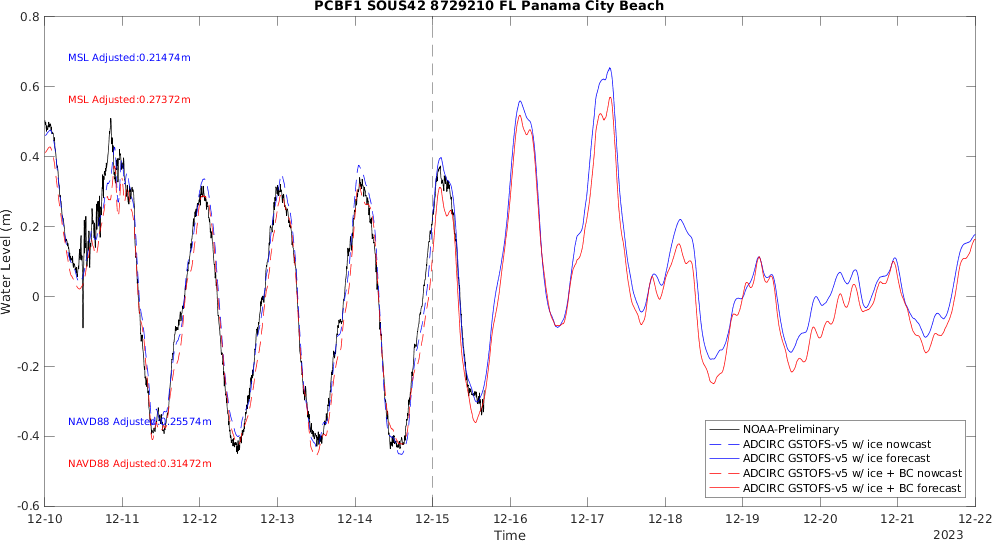 PCBF1 SOUS42 8729210 FL Panama City Beach
0.8
0.6
0.4
0.2
0
-0.2
-0.4
-0.6
Water Level (m)
MSL Adjusted:0.21474m
MSL Adjusted:0.27372m
NAVD88 Adjusted:0.25574m
NAVD88 Adjusted:0.31472m
NOAA-Preliminary
ADCIRC GSTOFS-v5 w/ ice nowcast
ADCIRC GSTOFS-v5 w/ ice forecast
ADCIRC GSTOFS-v5 w/ ice + BC nowcast
ADCIRC GSTOFS-v5 w/ ice + BC forecast
12-10 12-11 12-12 12-13 12-14 12-15 12-16 12-17 12-18 12-19 12-20 12-21 12-22
Time
2023